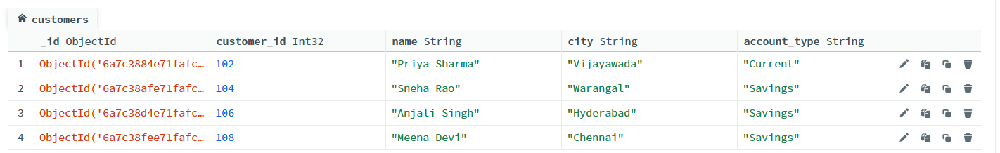 customers
_id ObjectId customer_id Int32 name String city String account_type String
1 ObjectId('6a7c3884e71fafc… 102 "Priya Sharma" "Vijayawada" "Current"
2 ObjectId('6a7c38afe71fafc… 104 "Sneha Rao" "Warangal" "Savings"
3 ObjectId('6a7c38d4e71fafc… 106 "Anjali Singh" "Hyderabad" "Savings"
4 ObjectId('6a7c38fee71fafc… 108 "Meena Devi" "Chennai" "Savings"